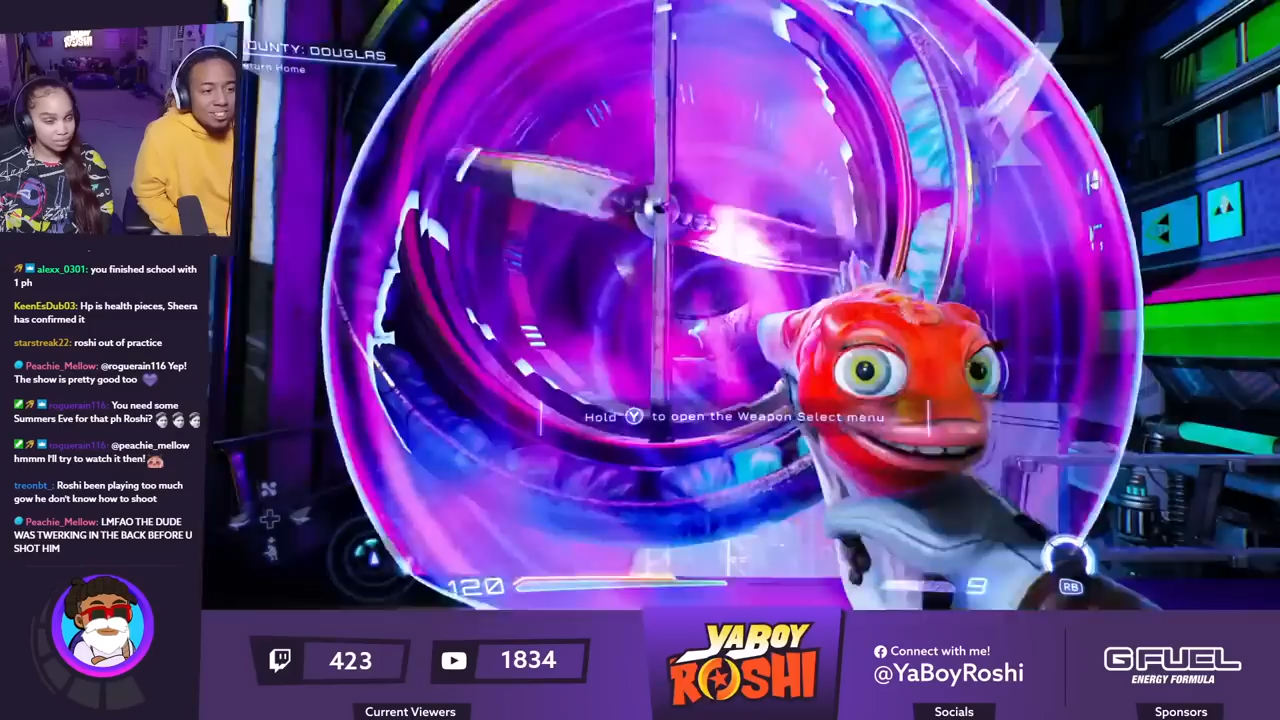 ROSHI
OUNTY: DOUGLAS
turn Home
alexx_0301: you finished school with
1 ph
KeenEsDub03: Hp is health pieces, Sheera
has confirmed it
starstreak22: roshi out of practice
Peachie_Mellow: @roguerain116 Yep!
The show is pretty good too
roguerain116: You need some
Summers Eve for that ph Roshi?
roguerain116: @peachie_mellow
hmmm I'll try to watch it then!
treonbt_: Roshi been playing too much
gow he don't know how to shoot
Peachie_Mellow: LMFAO THE DUDE
WAS TWERKING IN THE BACK BEFORE U
SHOT HIM
Hold Y to open the Weapon Select menu
120
9
RB
423
1834
Current Viewers
YABOY
ROSHI
Connect with me!
@YaBoyRoshi
Socials
G FUEL
ENERGY FORMULA
Sponsors